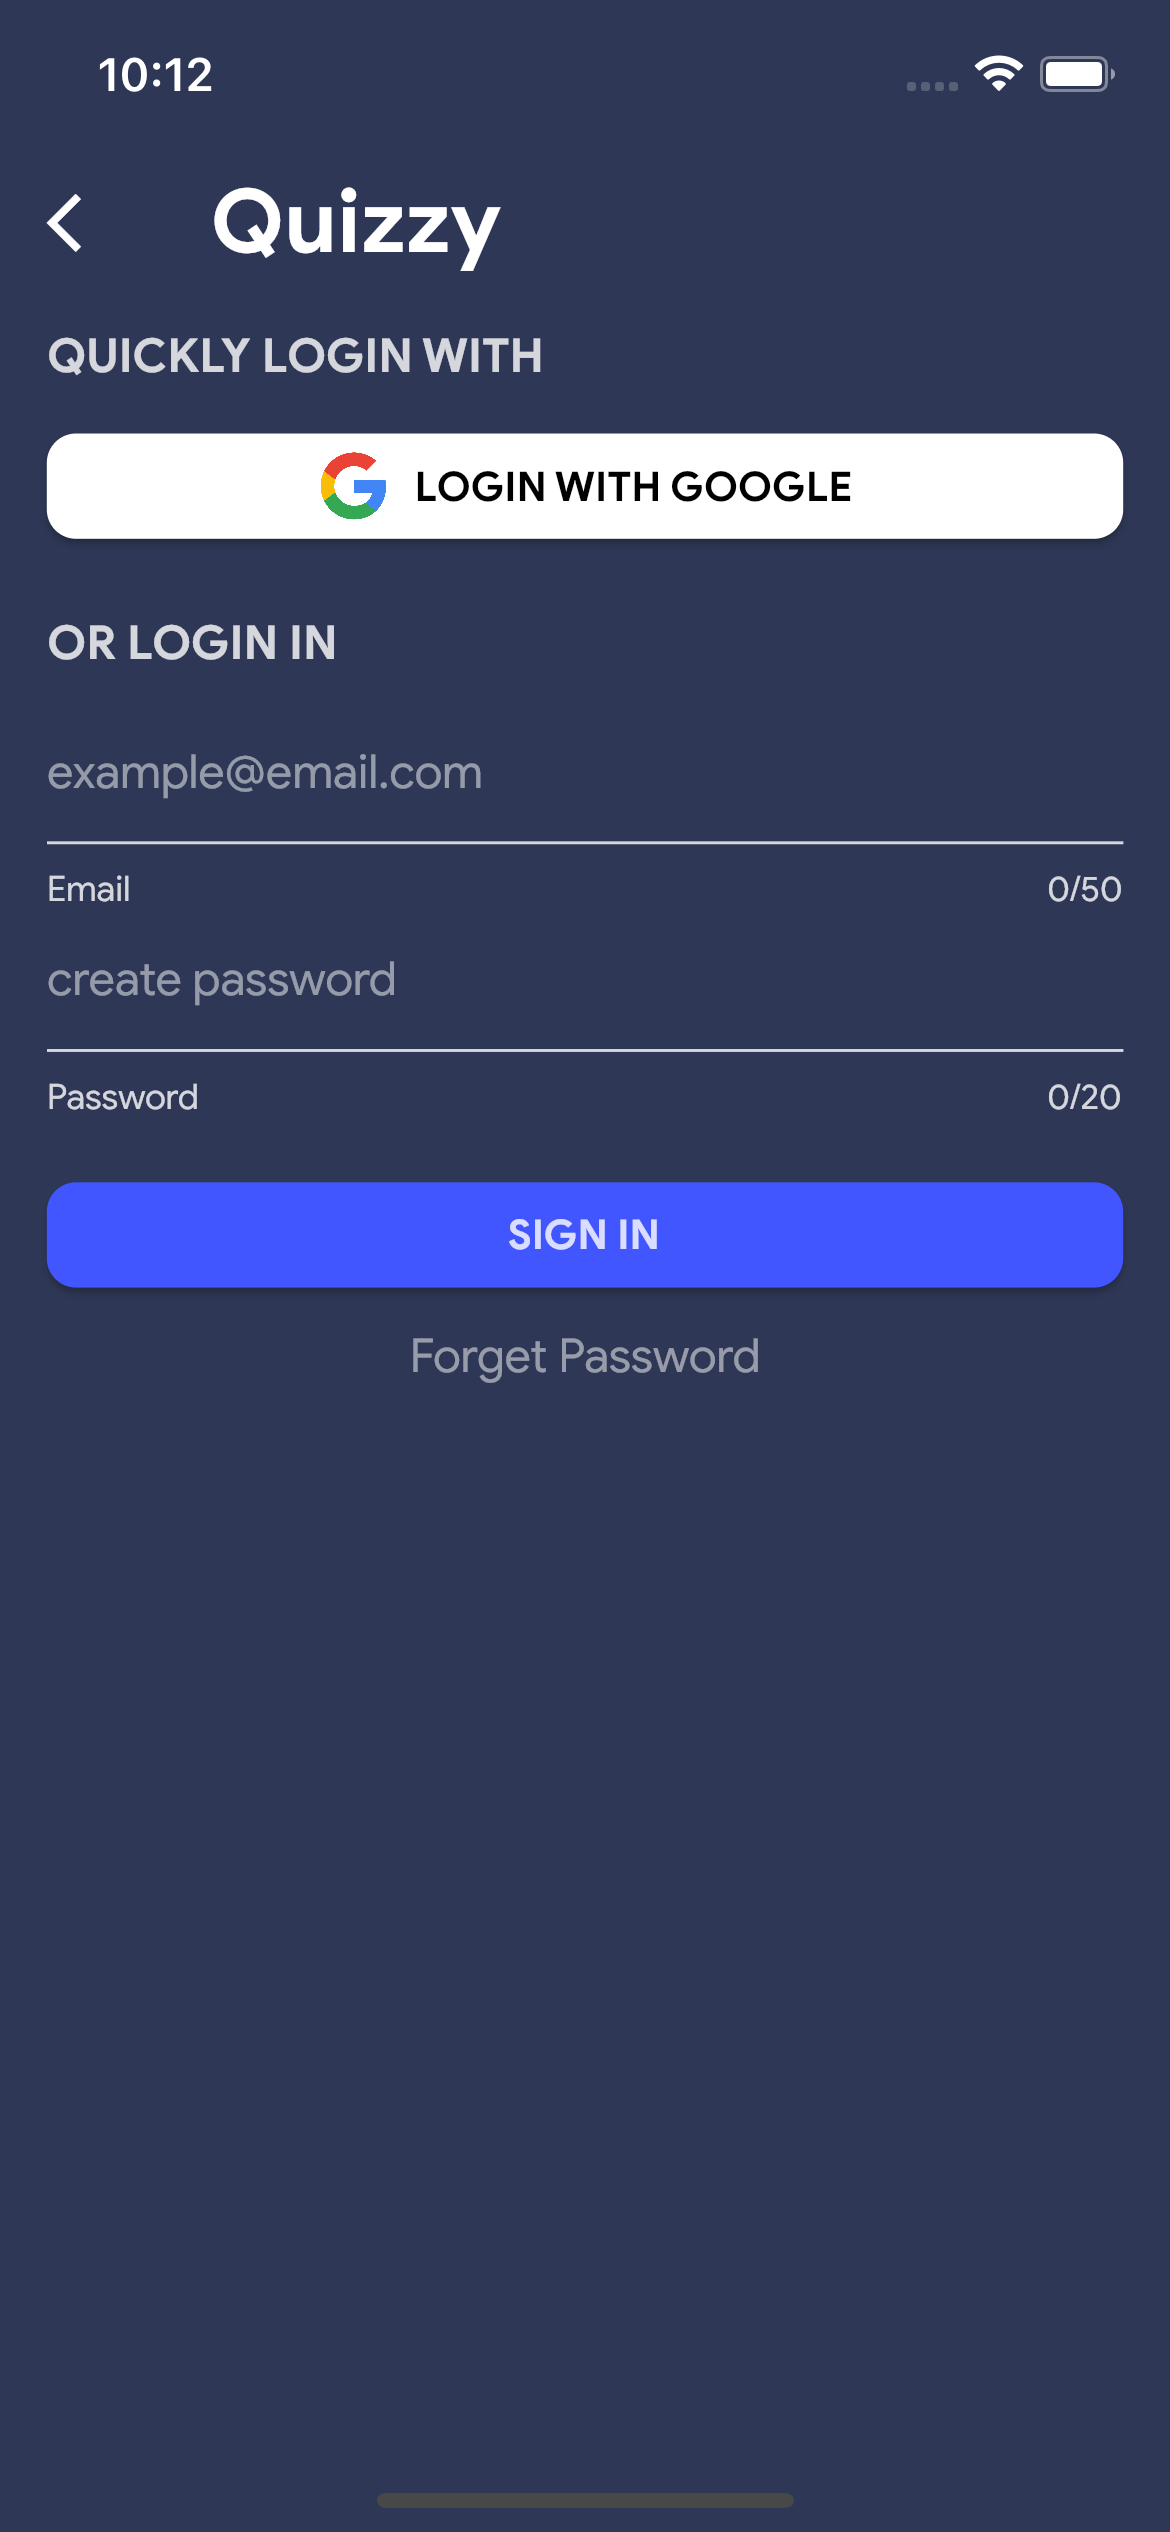 10:12
Quizzy
QUICKLY LOGIN WITH
LOGIN WITH GOOGLE
OR LOGIN IN
example@email.com
Email 0/50
create password
Password 0/20
SIGN IN
Forget Password